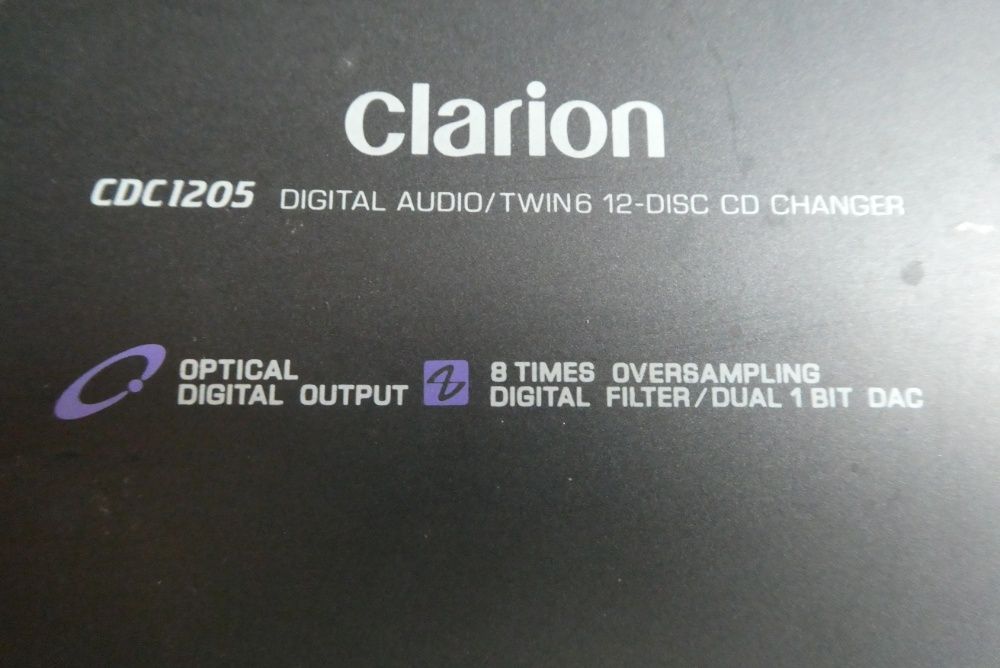 Clarion
CDC1205 DIGITAL AUDIO/TWIN6 12-DISC CD CHANGER
OPTICAL
DIGITAL OUTPUT
8
8 TIMES OVERSAMPLING
DIGITAL FILTER/DUAL 1 BIT DAC